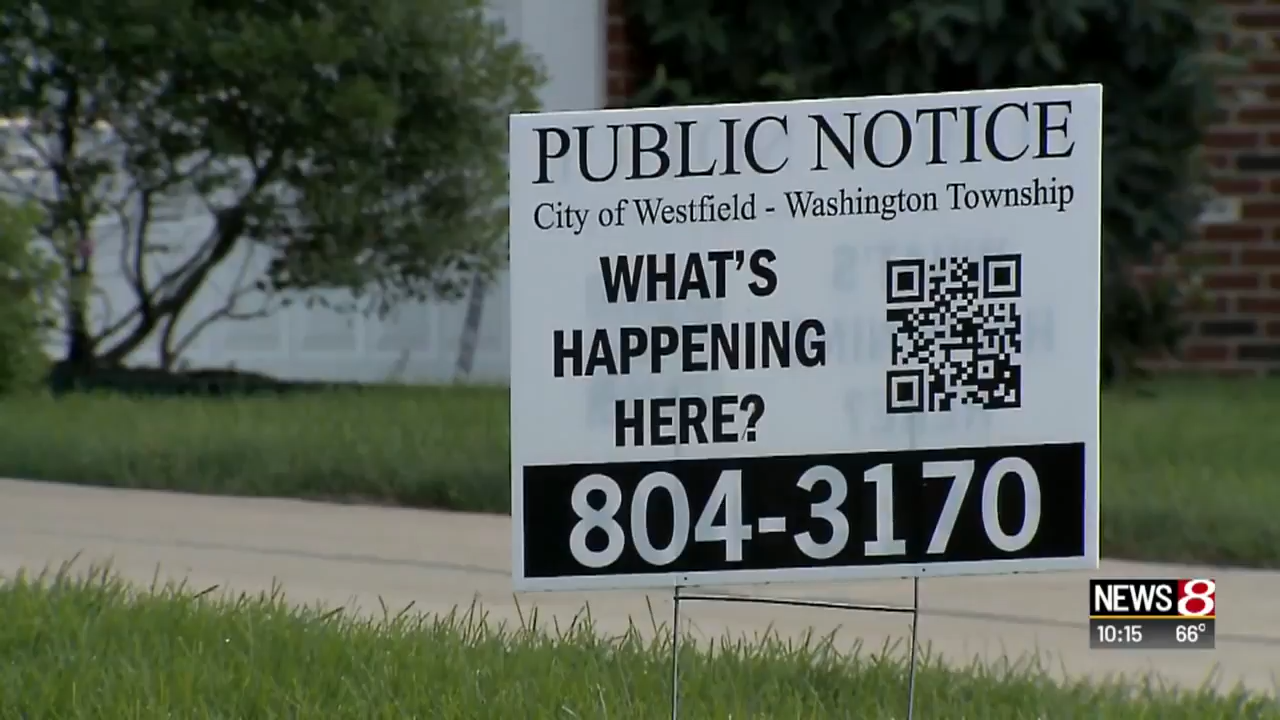 PUBLIC NOTICE
City of Westfield - Washington Township
WHAT'S
HAPPENING
HERE?
804-3170
NEWS 8
10:15 66°